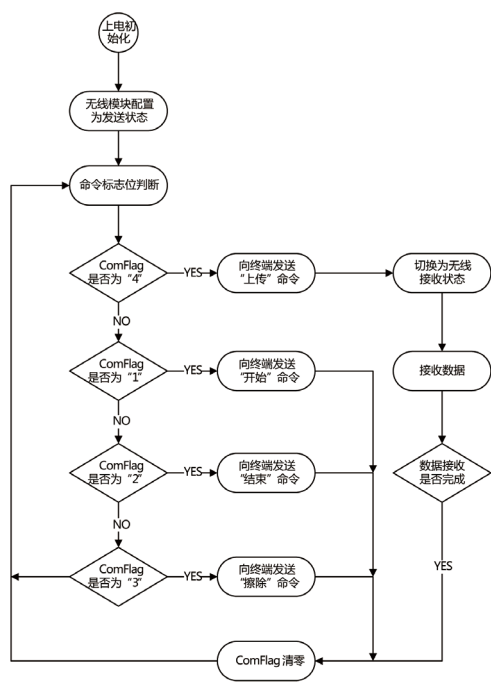 上电初
始化
无线模块配置
为发送状态
命令标志位判断
ComFlag
是否为“4”
YES
向终端发送
“上传”命令
切换为无线
接收状态
NO
ComFlag
是否为“1”
YES
向终端发送
“开始”命令
接收数据
NO
ComFlag
是否为“2”
YES
向终端发送
“结束”命令
数据接收
是否完成
NO
ComFlag
是否为“3”
YES
向终端发送
“擦除”命令
YES
ComFlag 清零